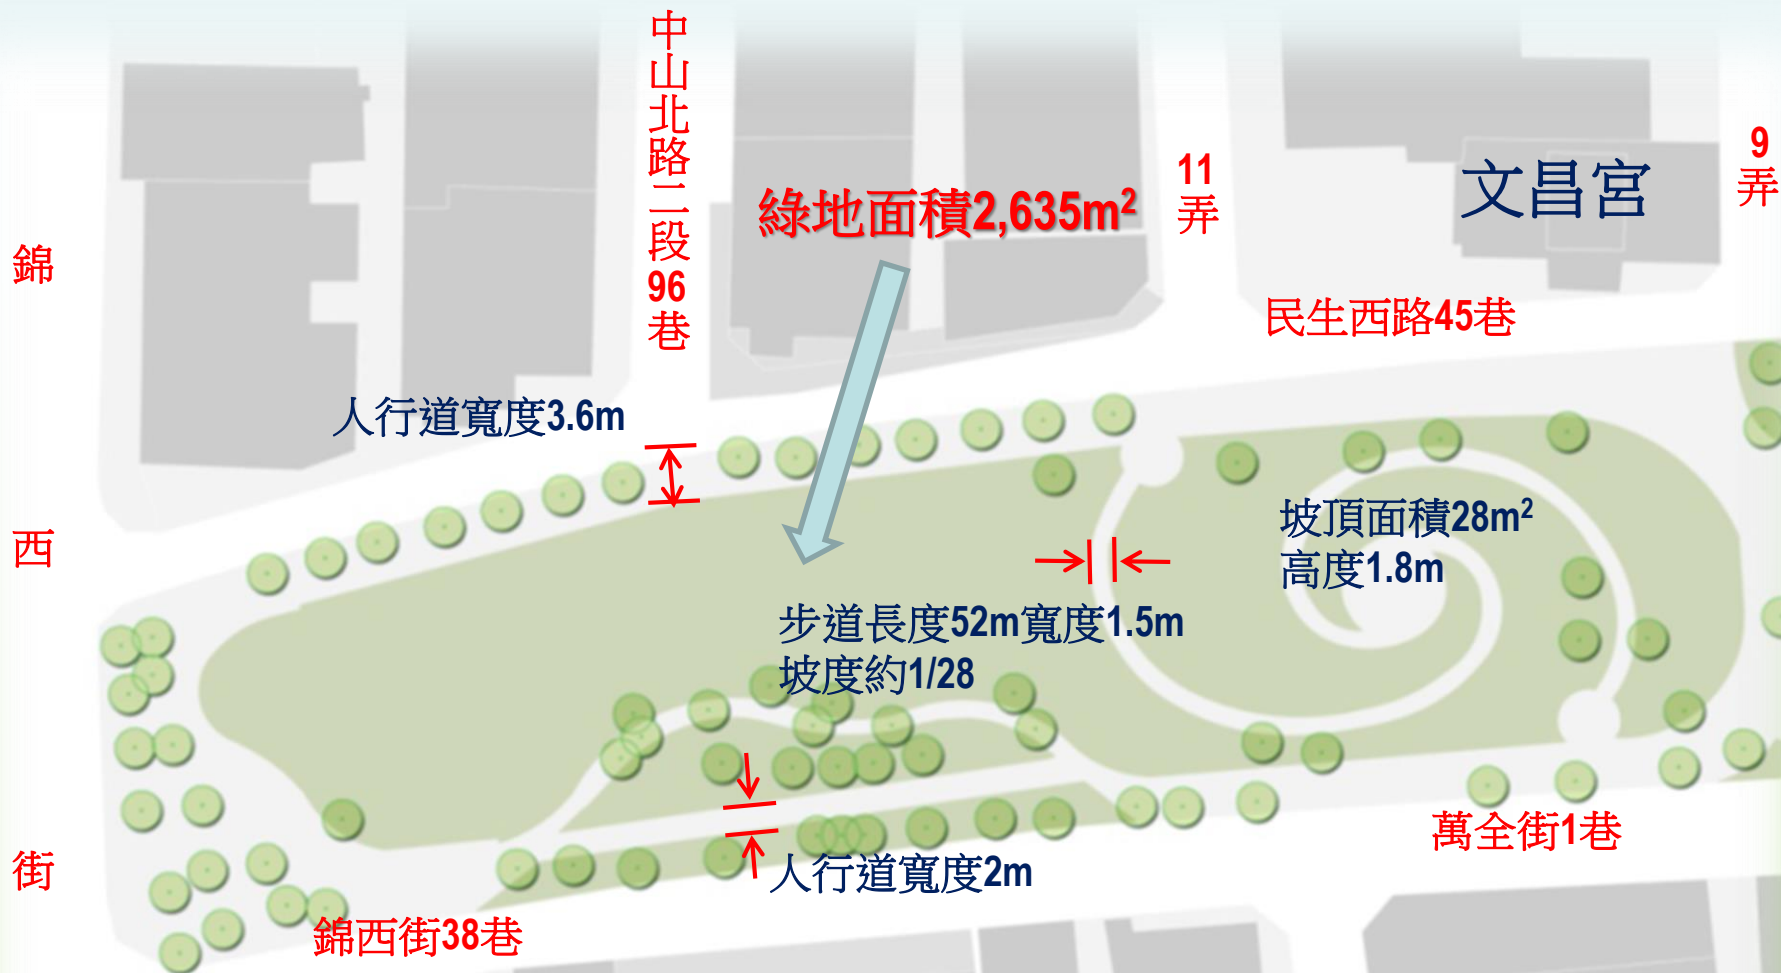 中山北路二段96巷
11弄
9弄
文昌宮
綠地面積2,635m²
錦西街
民生西路45巷
人行道寬度3.6m
坡頂面積28m²
高度1.8m
步道長度52m寬度1.5m
坡度約1/28
萬全街1巷
人行道寬度2m
錦西街38巷